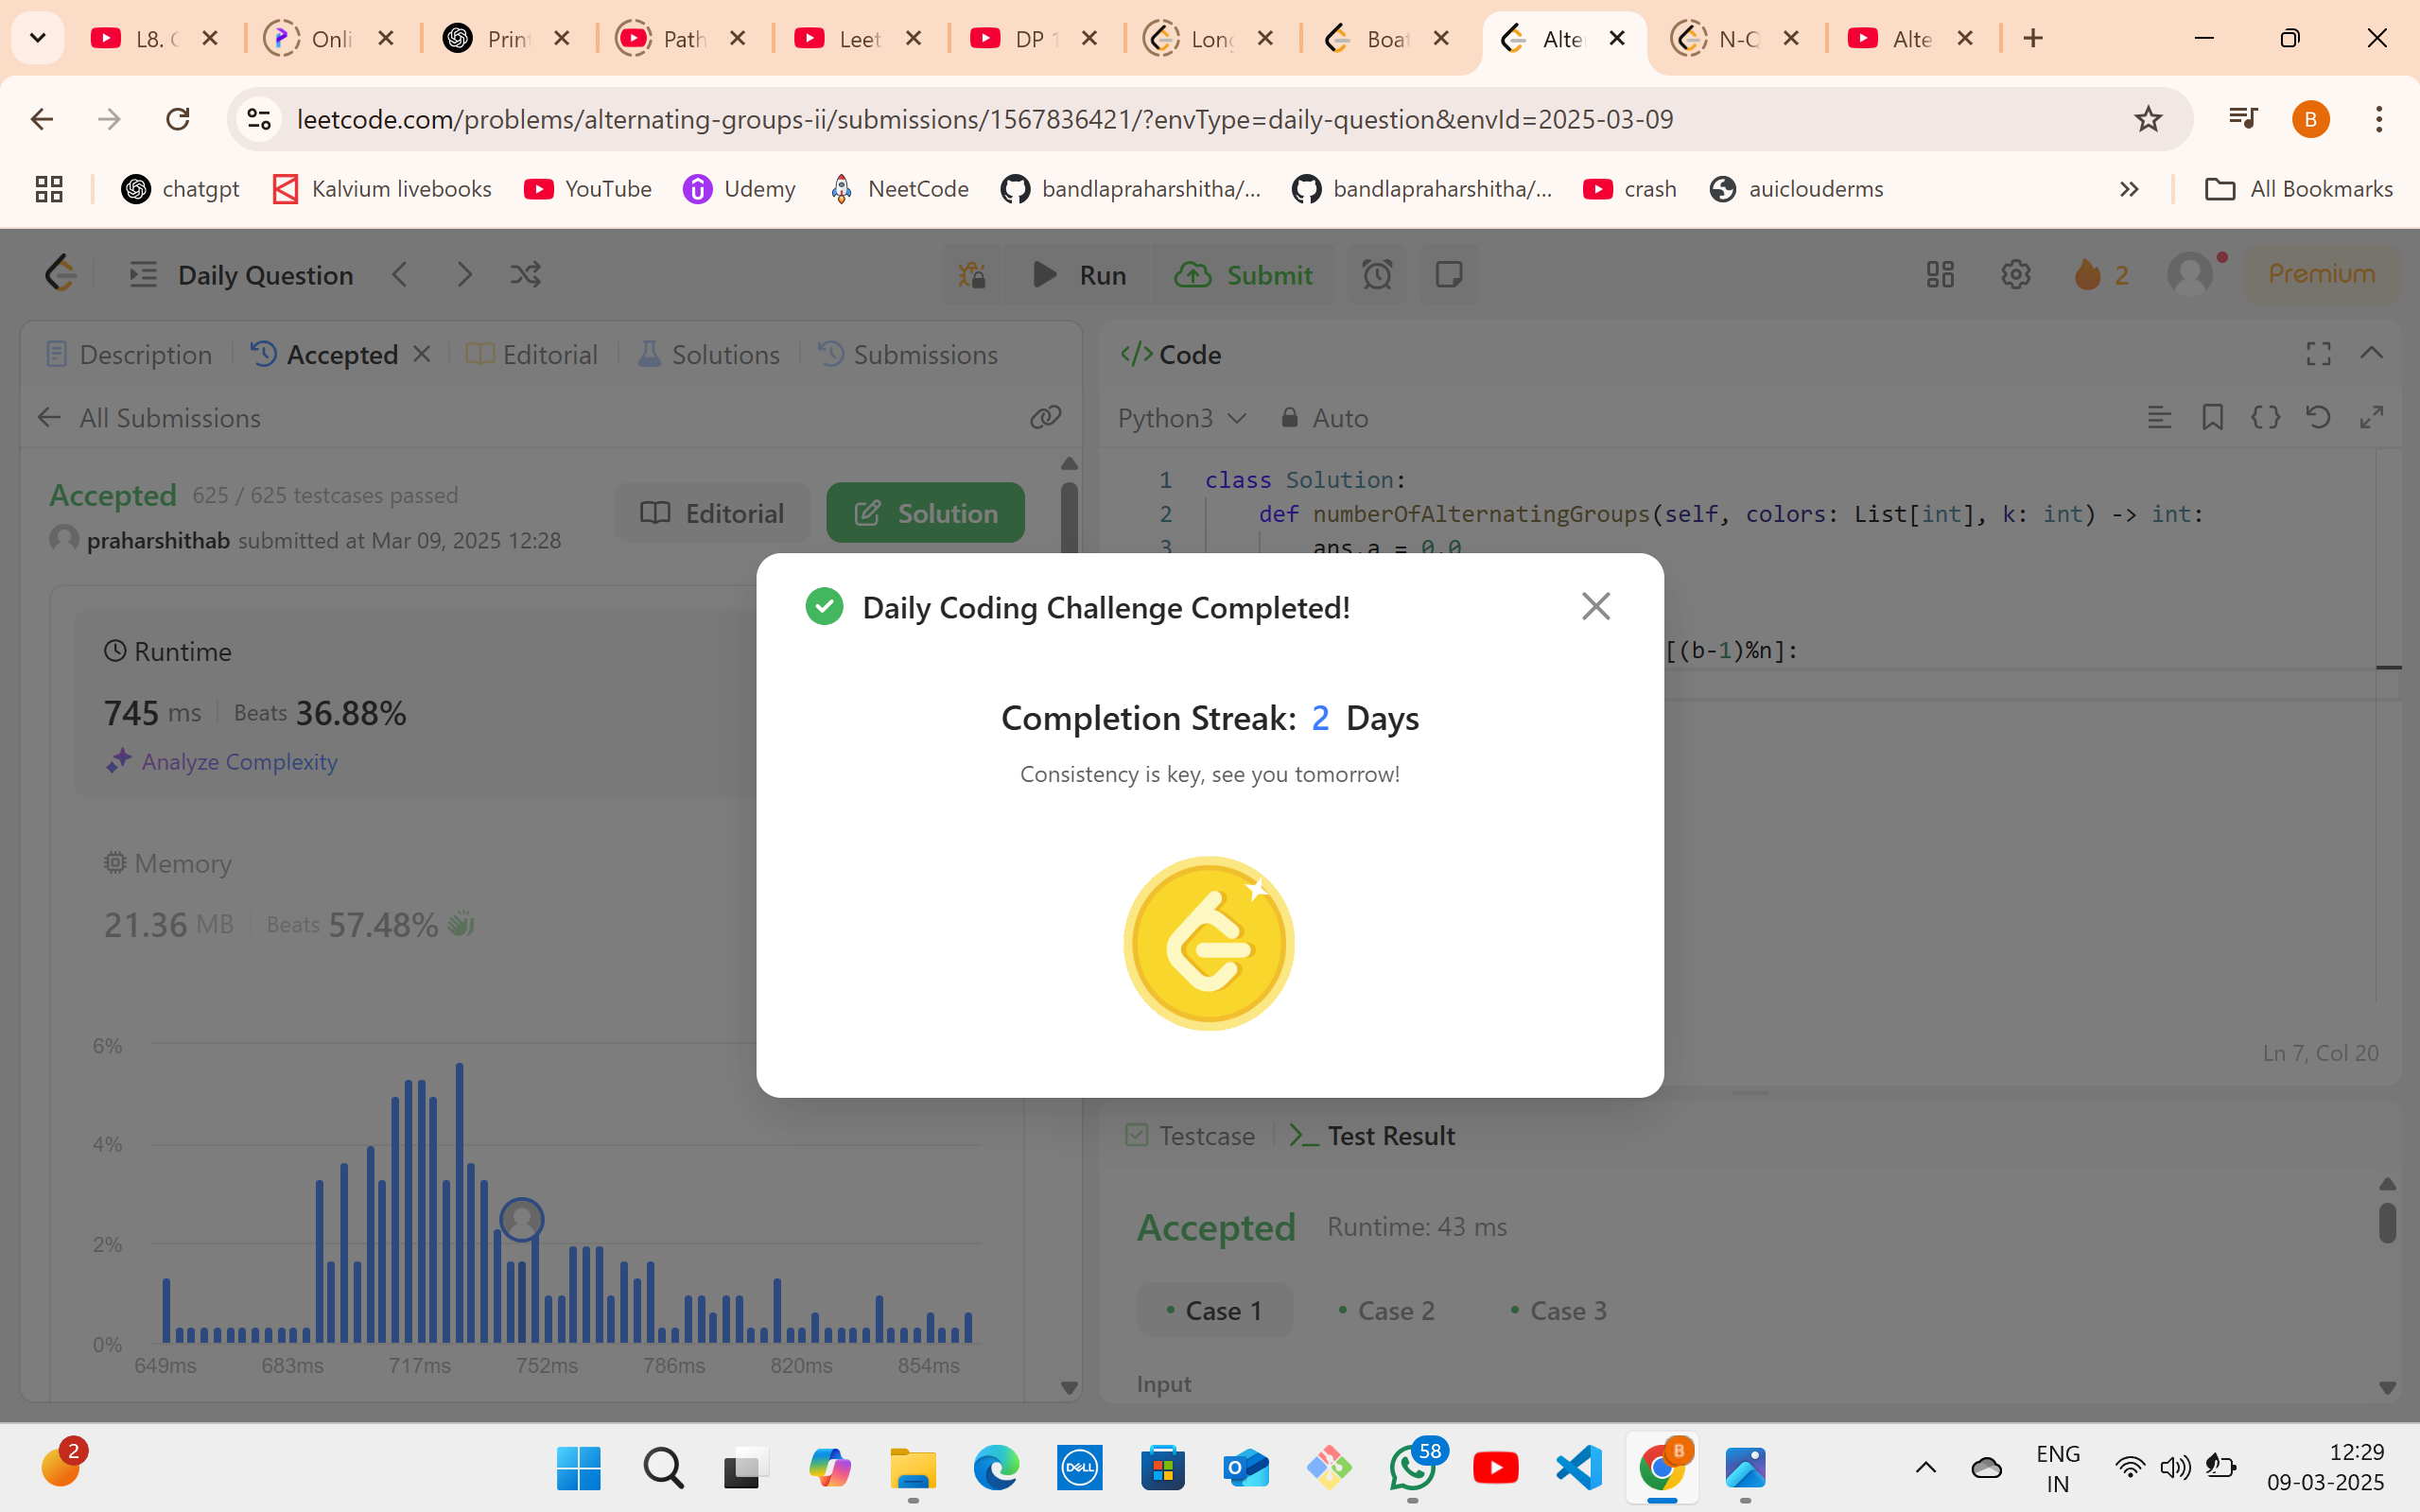 L8.
Onli
Prin
Path
Leet
DP 1
Long
Boat
Alte
N-Q
Alte
leetcode.com/problems/alternating-groups-ii/submissions/1567836421/?envType=daily-question&envId=2025-03-09
B
chatgpt
Kalvium livebooks
YouTube
Udemy
NeetCode
bandlapraharshitha/...
bandlapraharshitha/...
crash
auiclouderms
All Bookmarks
Daily Question
Run
Submit
2
Premium
Description
Accepted
Editorial
Solutions
Submissions
All Submissions
Accepted 625 / 625 testcases passed
praharshithab submitted at Mar 09, 2025 12:28
Editorial
Solution
Runtime
745 ms Beats 36.88%
Analyze Complexity
Memory
21.36 MB Beats 57.48%
6%
4%
2%
0%
649ms 683ms 717ms 752ms 786ms 820ms 854ms
Code
Python3 Auto
1 class Solution:
2 def numberOfAlternatingGroups(self, colors: List[int], k: int) -> int:
3 ans,a = 0,0
[(b-1)%n]:
Ln 7, Col 20
Daily Coding Challenge Completed!
Completion Streak: 2 Days
Consistency is key, see you tomorrow!
Testcase
Test Result
Accepted Runtime: 43 ms
Case 1
Case 2
Case 3
Input
2
DELL
58
B
ENG
IN
12:29
09-03-2025